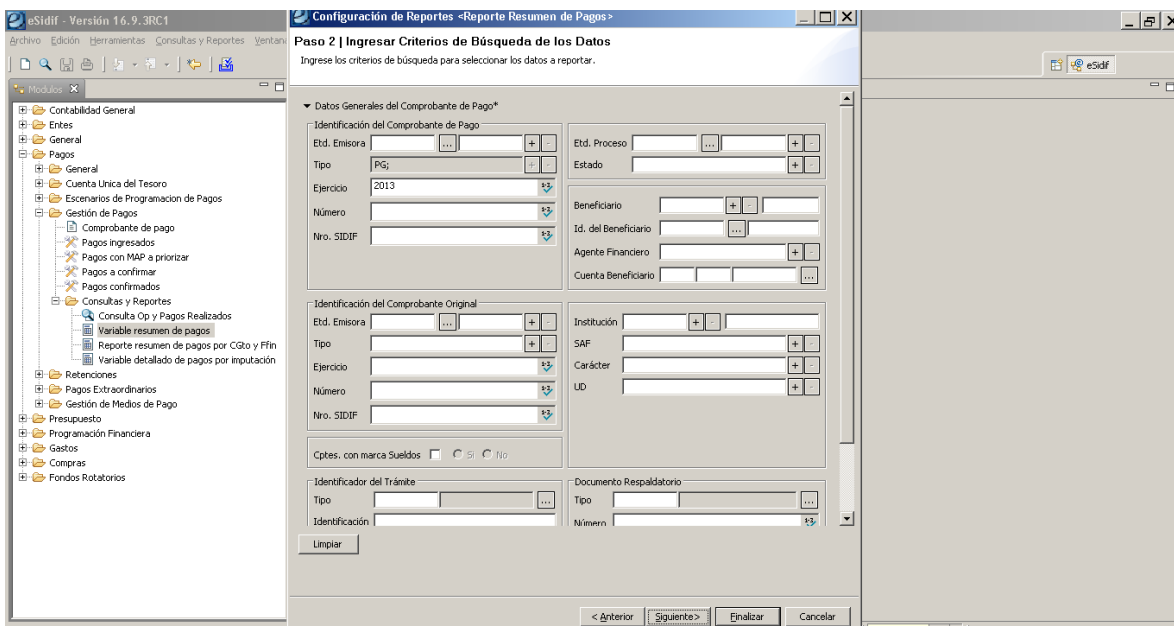 eSidif - Versión 16.9.3RC1
Archivo Edición Herramientas Consultas y Reportes
Modulos
Contabilidad General
Entes
General
Pagos
General
Cuenta Unica del Tesoro
Escenarios de Programacion de Pagos
Gestión de Pagos
Comprobante de pago
Pagos ingresados
Pagos con MAP a priorizar
Pagos a confirmar
Pagos confirmados
Consultas y Reportes
Consulta Op y Pagos Realizados
Variable resumen de pagos
Reporte resumen de pagos por CGto y Ffin
Variable detallado de pagos por imputación
Retenciones
Pagos Extraordinarios
Gestión de Medios de Pago
Presupuesto
Programación Financiera
Gastos
Compras
Fondos Rotatorios
Configuración de Reportes <Reporte Resumen de Pagos>
Paso 2 | Ingresar Criterios de Búsqueda de los Datos
Ingrese los criterios de búsqueda para seleccionar los datos a reportar.
Datos Generales del Comprobante de Pago*
Identificación del Comprobante de Pago
Etd. Emisora ... + -
Tipo PG; + -
Ejercicio 2013
Número
Nro. SIDIF
Etd. Proceso ... + -
Estado + -
Beneficiario + -
Id. del Beneficiario ...
Agente Financiero + -
Cuenta Beneficiario ...
Identificación del Comprobante Original
Etd. Emisora ... + -
Tipo + -
Ejercicio
Número
Nro. SIDIF
Institución + -
SAF + -
Carácter + -
UD + -
Cptes. con marca Sueldos Si No
Identificador del Trámite
Tipo ...
Identificación
Documento Respaldatorio
Tipo ...
Número
Limpiar
< Anterior Siguiente > Finalizar Cancelar
eSidif